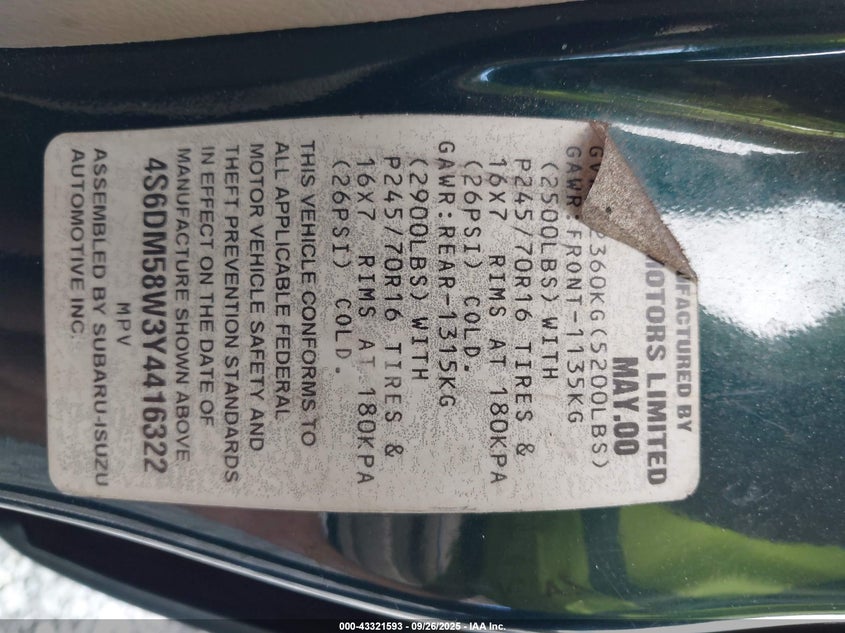 UFACTURED BY
MOTORS LIMITED
MAY.00
GV 360KG(5200LBS)
GAWR:FRONT-1135KG
(2500LBS) WITH
P245/70R16 TIRES &
16X7 RIMS AT 180KPA
(26PSI) COLD.
GAWR:REAR-1315KG
(2900LBS) WITH
P245/70R16 TIRES &
16X7 RIMS AT 180KPA
(26PSI) COLD.
THIS VEHICLE CONFORMS TO
ALL APPLICABLE FEDERAL
MOTOR VEHICLE SAFETY AND
THEFT PREVENTION STANDARDS
IN EFFECT ON THE DATE OF
MANUFACTURE SHOWN ABOVE
4S6DM58W3Y4416322
MPV
ASSEMBLED BY SUBARU-ISUZU
AUTOMOTIVE INC.
000-43321593 - 09/26/2025 - IAA Inc.